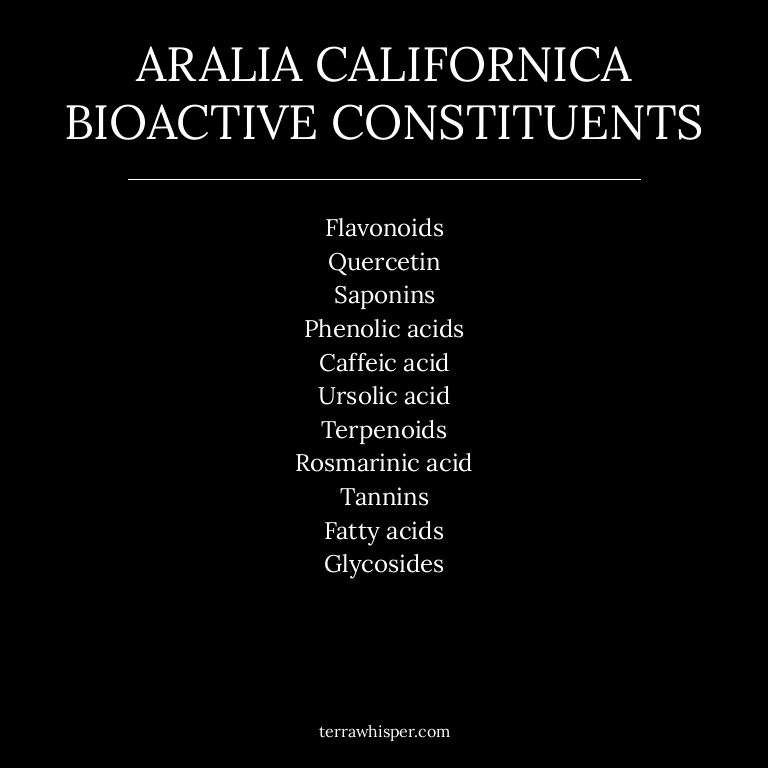 ARALIA CALIFORNICA
BIOACTIVE CONSTITUENTS
Flavonoids
Quercetin
Saponins
Phenolic acids
Caffeic acid
Ursolic acid
Terpenoids
Rosmarinic acid
Tannins
Fatty acids
Glycosides
terrawhisper.com